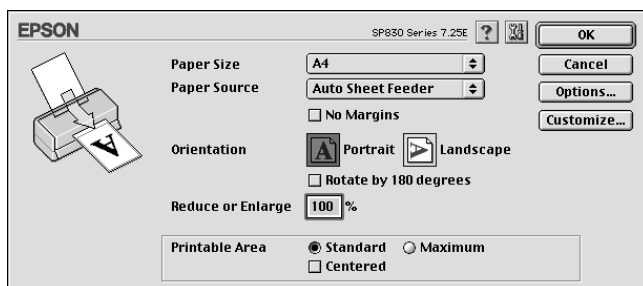 EPSON
SP830 Series 7.25E ?
OK
Paper Size A4
Cancel
Paper Source Auto Sheet Feeder
Options...
No Margins
Customize...
Orientation A Portrait A Landscape
Rotate by 180 degrees
Reduce or Enlarge 100 %
Printable Area Standard Maximum
Centered
A